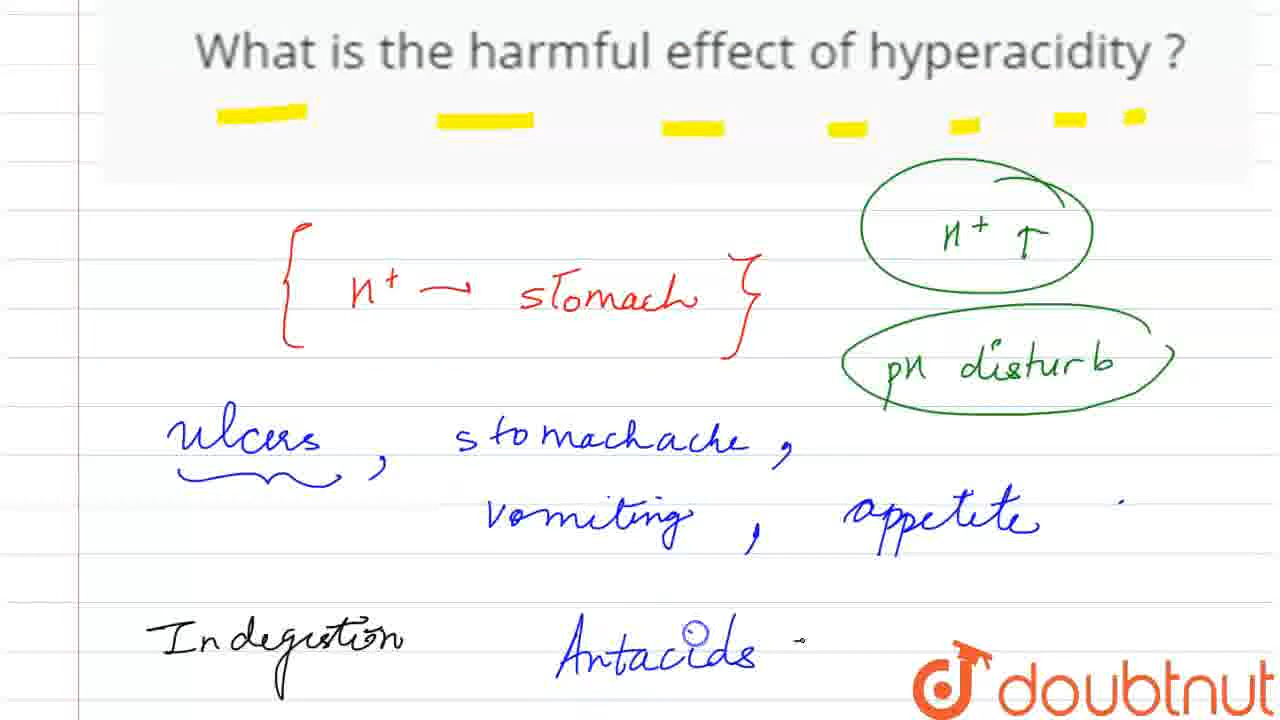 What is the harmful effect of hyperacidity ?
H+ ↑
H+ → stomach
pH disturb
ulcers, stomachache,
vomiting, appetite
Indegestion Antacids
doubtnut